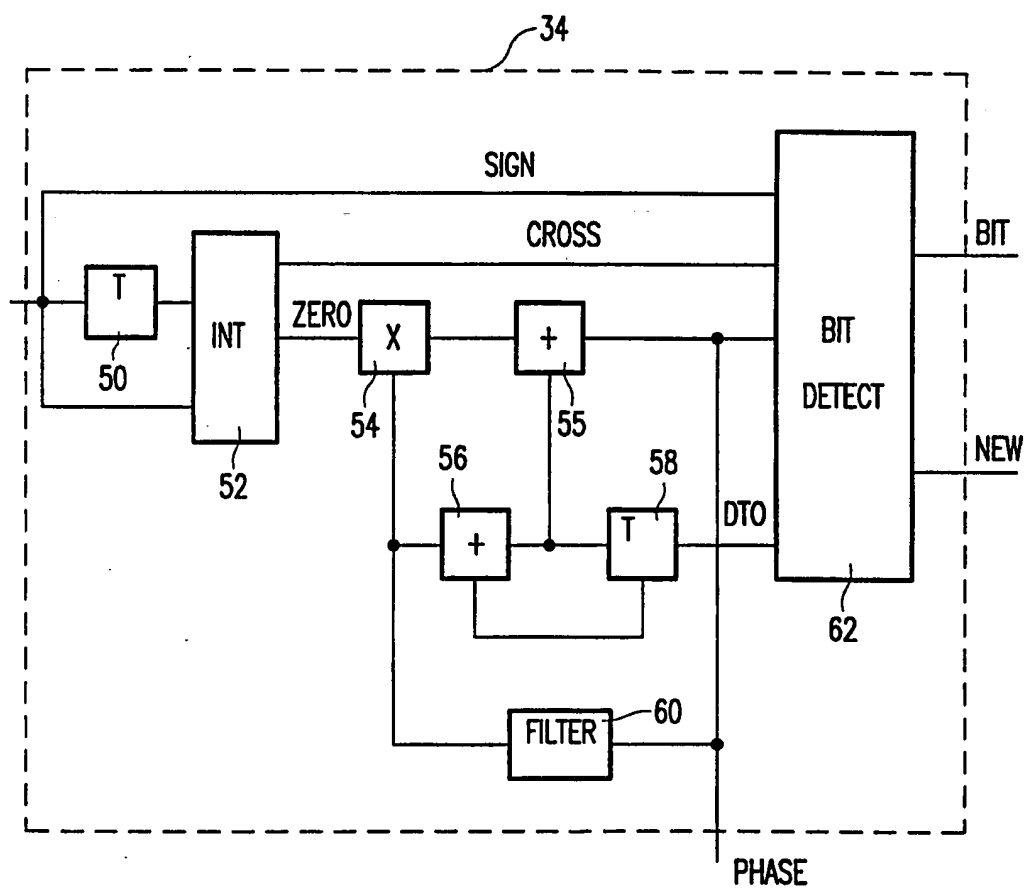 34
SIGN
CROSS
BIT
T
ZERO
INT
X
+
BIT
50
DETECT
54
55
NEW
52
56
58
DTO
+
T
62
FILTER
60
PHASE